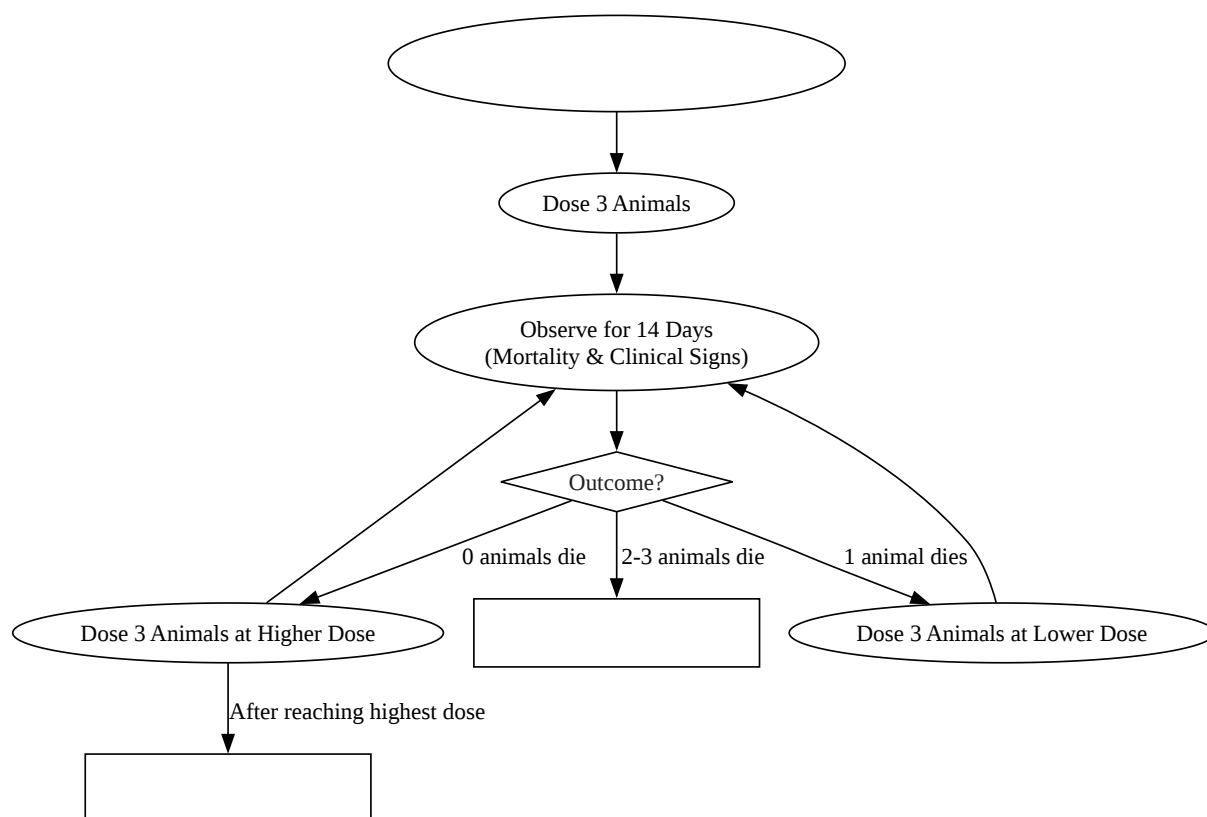 Dose 3 Animals
Observe for 14 Days
(Mortality & Clinical Signs)
Outcome?
0 animals die
2-3 animals die
1 animal dies
Dose 3 Animals at Higher Dose
Dose 3 Animals at Lower Dose
After reaching highest dose